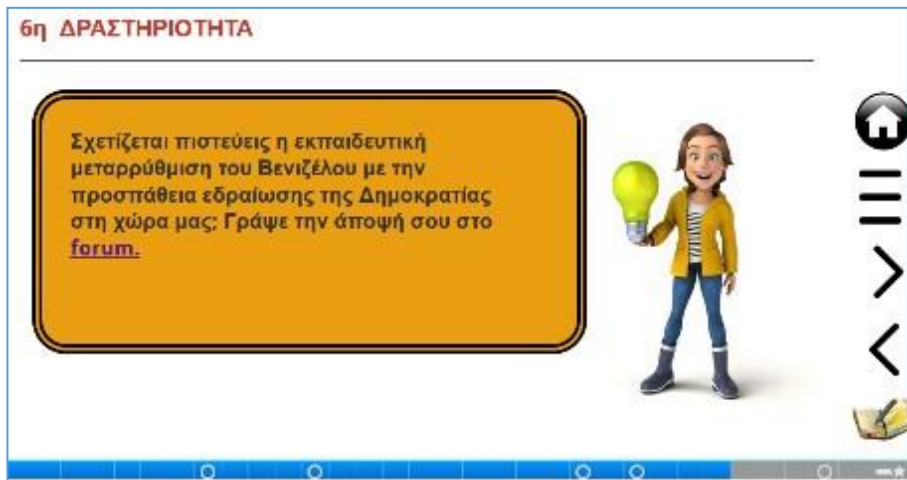 6η ΔΡΑΣΤΗΡΙΟΤΗΤΑ
Σχετίζεται πιστεύεις η εκπαιδευτική
μεταρρύθμιση του Βενιζέλου με την
προσπάθεια εδραίωσης της Δημοκρατίας
στη χώρα μας; Γράψε την άποψή σου στο
forum.